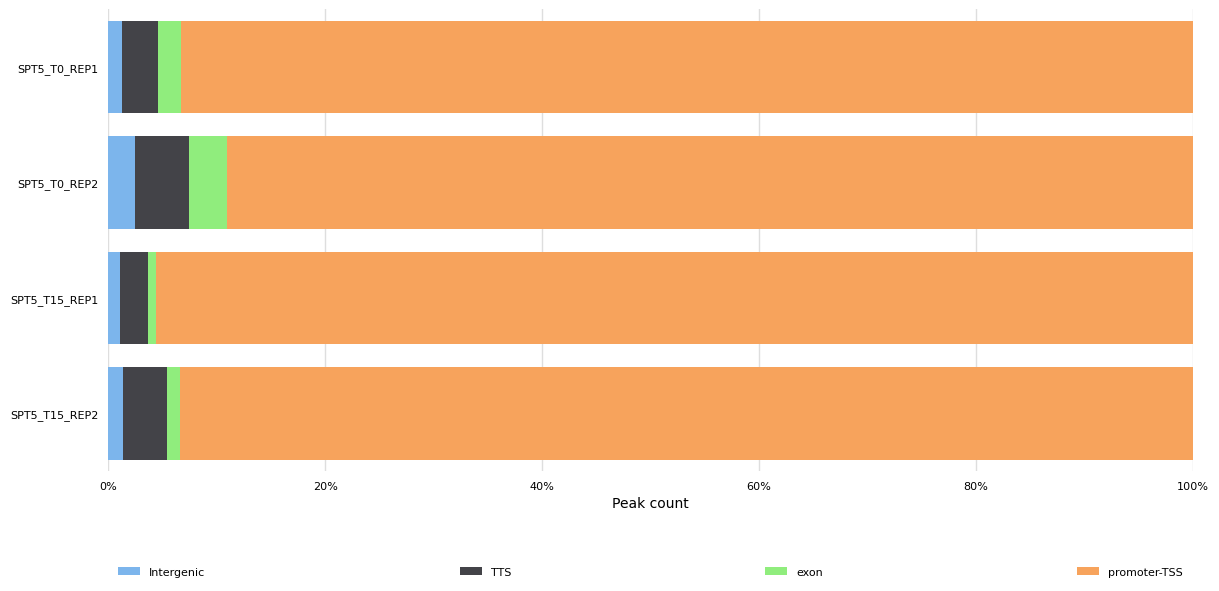 SPT5_T0_REP1
SPT5_T0_REP2
SPT5_T15_REP1
SPT5_T15_REP2
0% 20% 40% 60% 80% 100%
Peak count
Intergenic TTS exon promoter-TSS